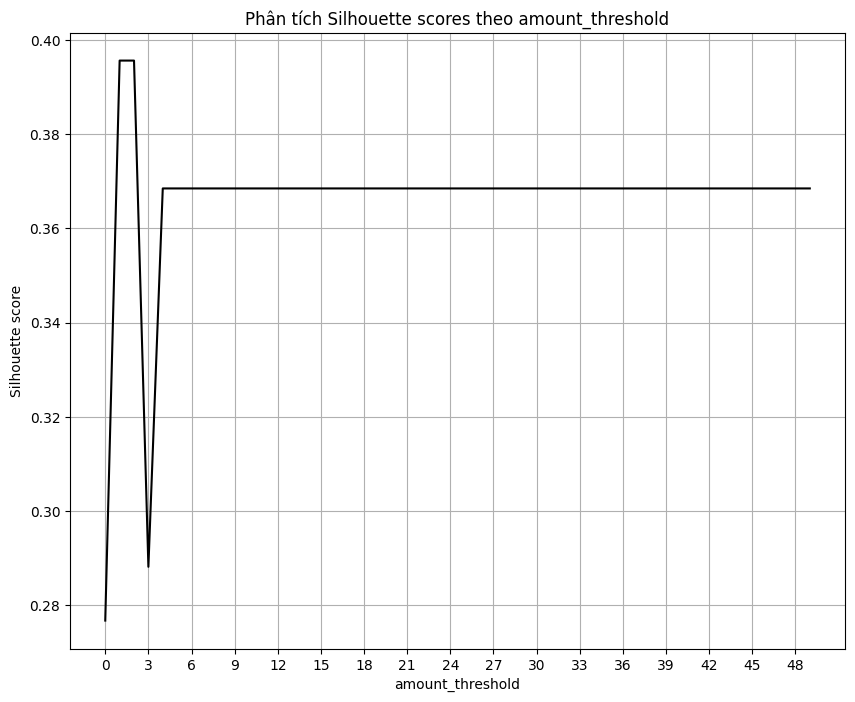 Phân tích Silhouette scores theo amount_threshold
0.40
0.38
0.36
0.34
0.32
0.30
0.28
Silhouette score
0 3 6 9 12 15 18 21 24 27 30 33 36 39 42 45 48
amount_threshold